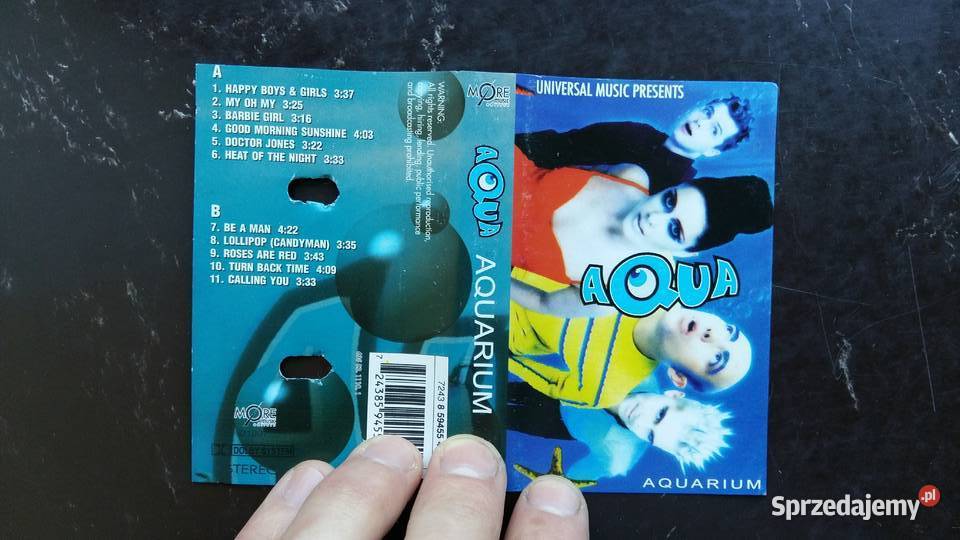 A
1. HAPPY BOYS & GIRLS 3:37
2. MY OH MY 3:25
3. BARBIE GIRL 3:16
4. GOOD MORNING SUNSHINE 4:03
5. DOCTOR JONES 3:22
6. HEAT OF THE NIGHT 3:33
B
7. BE A MAN 4:22
8. LOLLIPOP (CANDYMAN) 3:35
9. ROSES ARE RED 3:43
10. TURN BACK TIME 4:09
11. CALLING YOU 3:33
MORE
DOLBY SYSTEM
STEREO
WARNING:
All rights reserved. Unauthorised reproduction,
copying, hiring, lending, public performance
and broadcasting prohibited.
7243 8 59455
7 243859455
MORE
AQUA AQUARIUM
UNIVERSAL MUSIC PRESENTS
AQUA
AQUARIUM
Sprzedajemy.pl